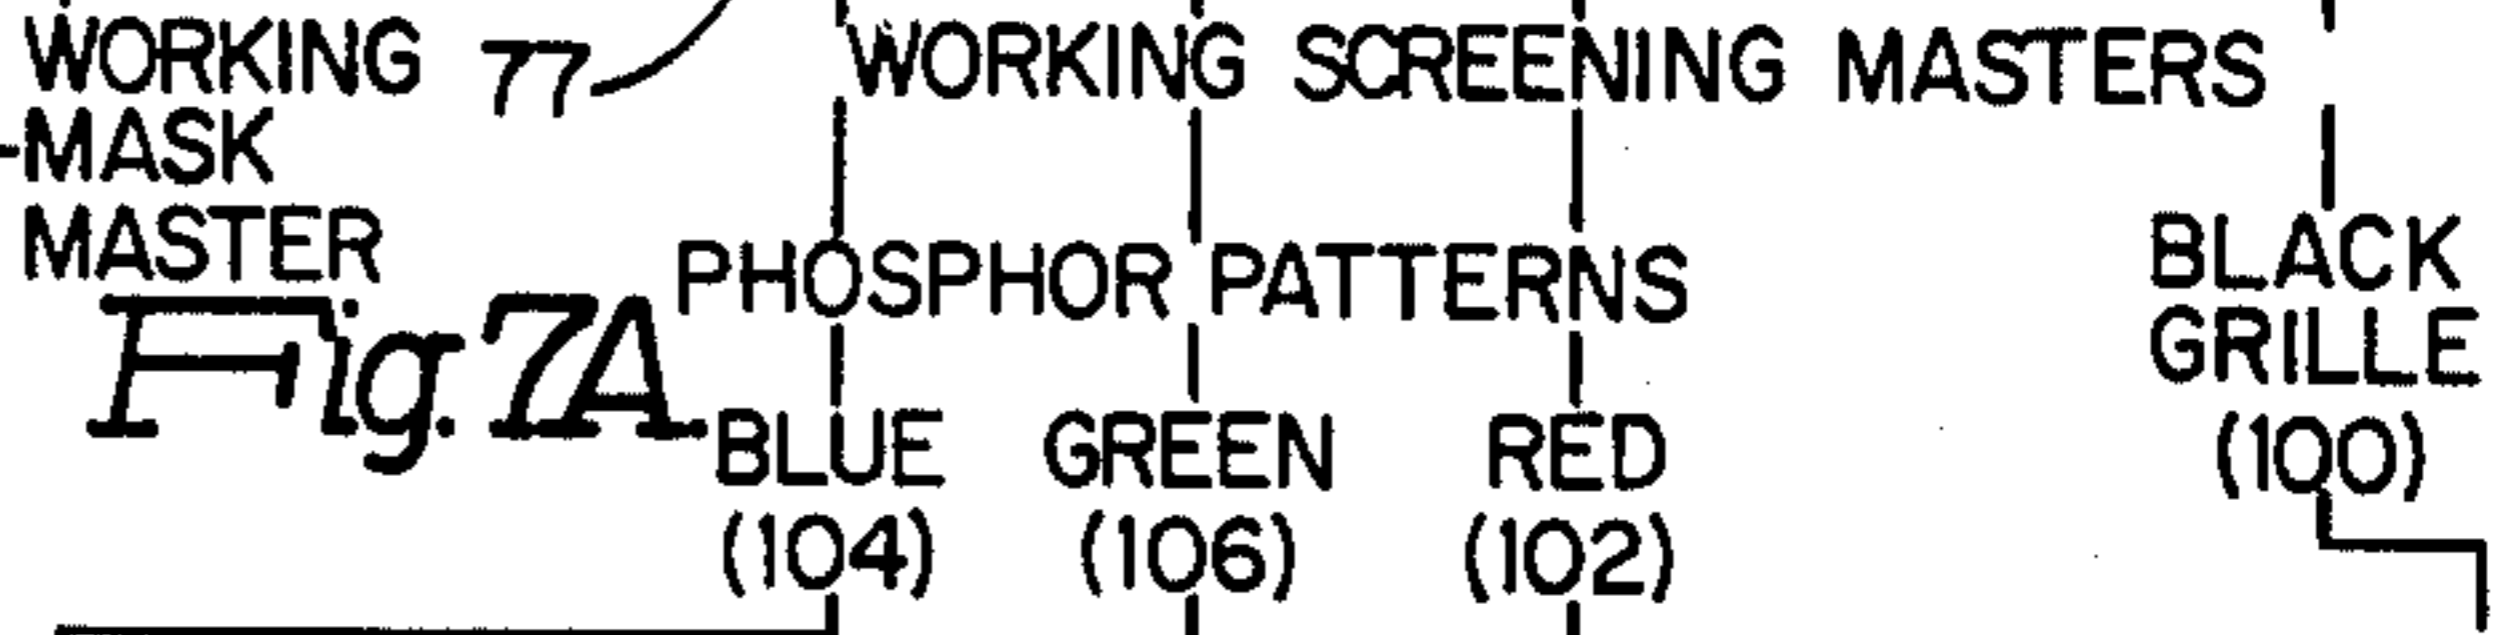 WORKING
MASK
MASTER
77
WORKING SCREENING MASTERS
PHOSPHOR PATTERNS
BLACK
GRILLE
(100)
Fig. 7A
BLUE GREEN RED
(104) (106) (102)